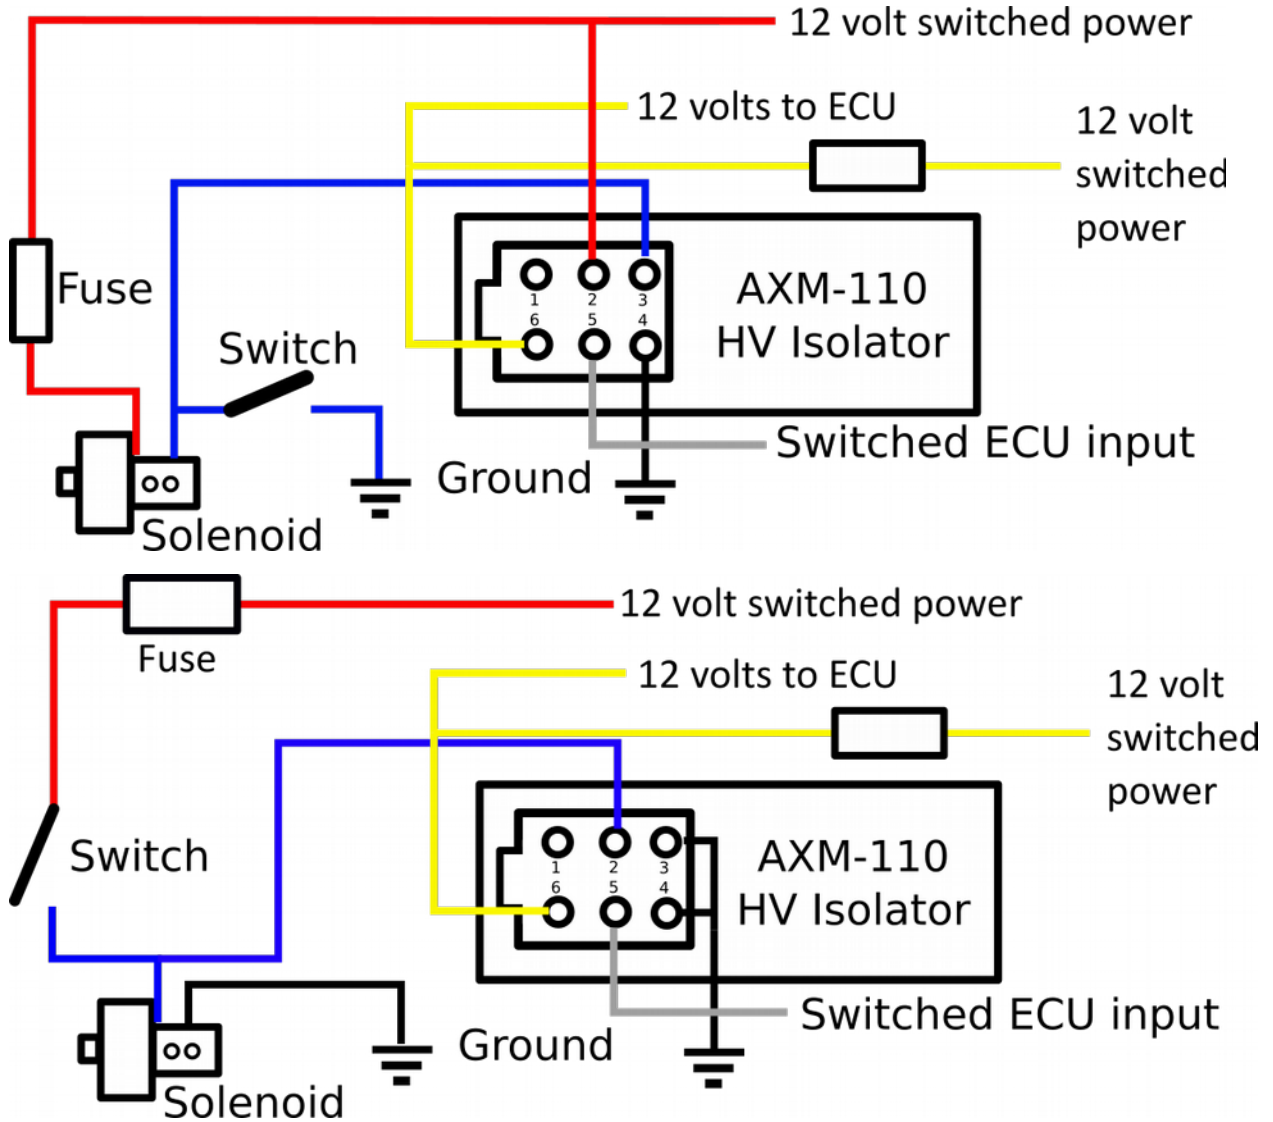 12 volt switched power
12 volts to ECU
12 volt
switched
power
Fuse
AXM-110
HV Isolator
1 2 3
6 5 4
Switch
Switched ECU input
Ground
Solenoid
12 volt switched power
Fuse
12 volts to ECU
12 volt
switched
power
Switch
AXM-110
HV Isolator
1 2 3
6 5 4
Switched ECU input
Ground
Solenoid